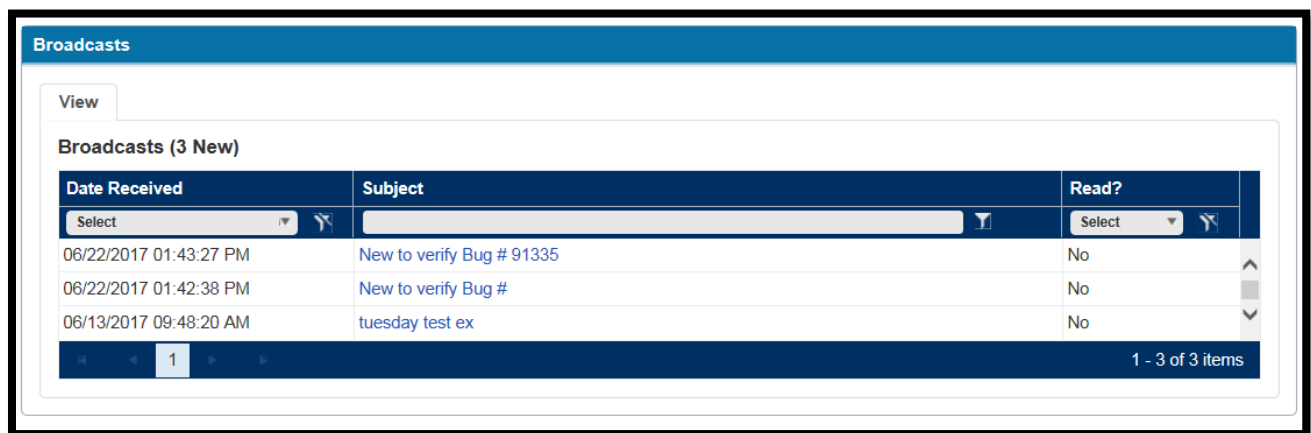 Broadcasts
View
Broadcasts (3 New)
Date Received Subject Read?
Select Select
06/22/2017 01:43:27 PM New to verify Bug # 91335 No
06/22/2017 01:42:38 PM New to verify Bug # No
06/13/2017 09:48:20 AM tuesday test ex No
1 1 - 3 of 3 items